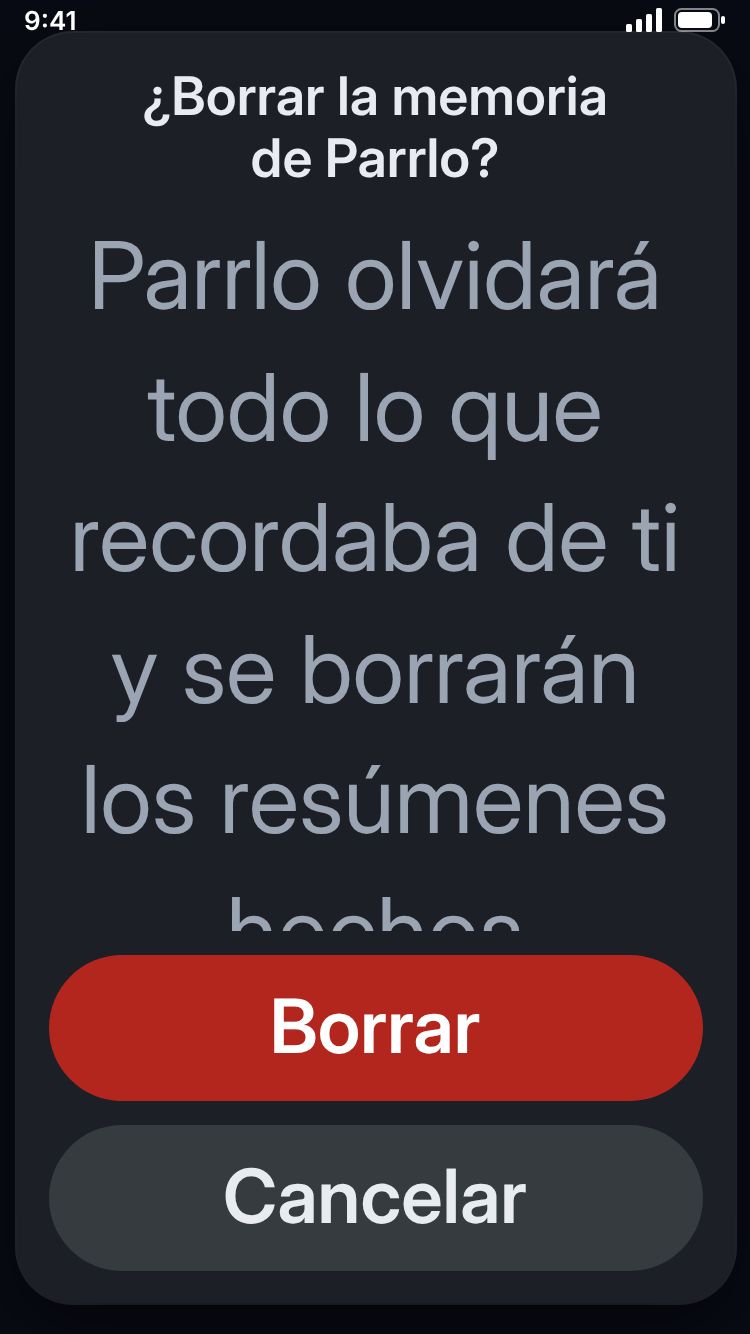 9:41
¿Borrar la memoria
de Parrlo?
Parrlo olvidará
todo lo que
recordaba de ti
y se borrarán
los resúmenes
Borrar
Cancelar